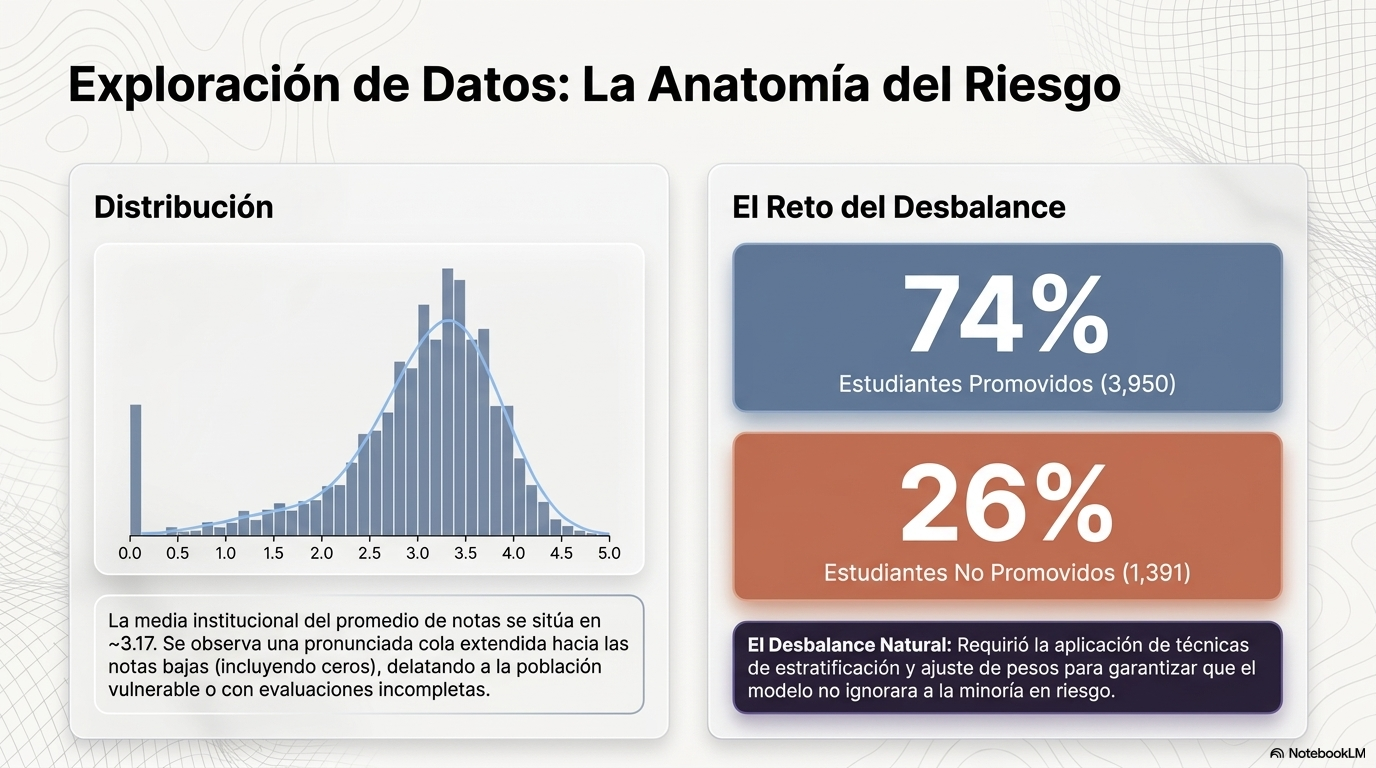 Exploración de Datos: La Anatomía del Riesgo
Distribución
0.0 0.5 1.0 1.5 2.0 2.5 3.0 3.5 4.0 4.5 5.0
La media institucional del promedio de notas se sitúa en
~3.17. Se observa una pronunciada cola extendida hacia las
notas bajas (incluyendo ceros), delatando a la población
vulnerable o con evaluaciones incompletas.
El Reto del Desbalance
74%
Estudiantes Promovidos (3,950)
26%
Estudiantes No Promovidos (1,391)
El Desbalance Natural: Requirió la aplicación de técnicas
de estratificación y ajuste de pesos para garantizar que el
modelo no ignorara a la minoría en riesgo.
NotebookLM